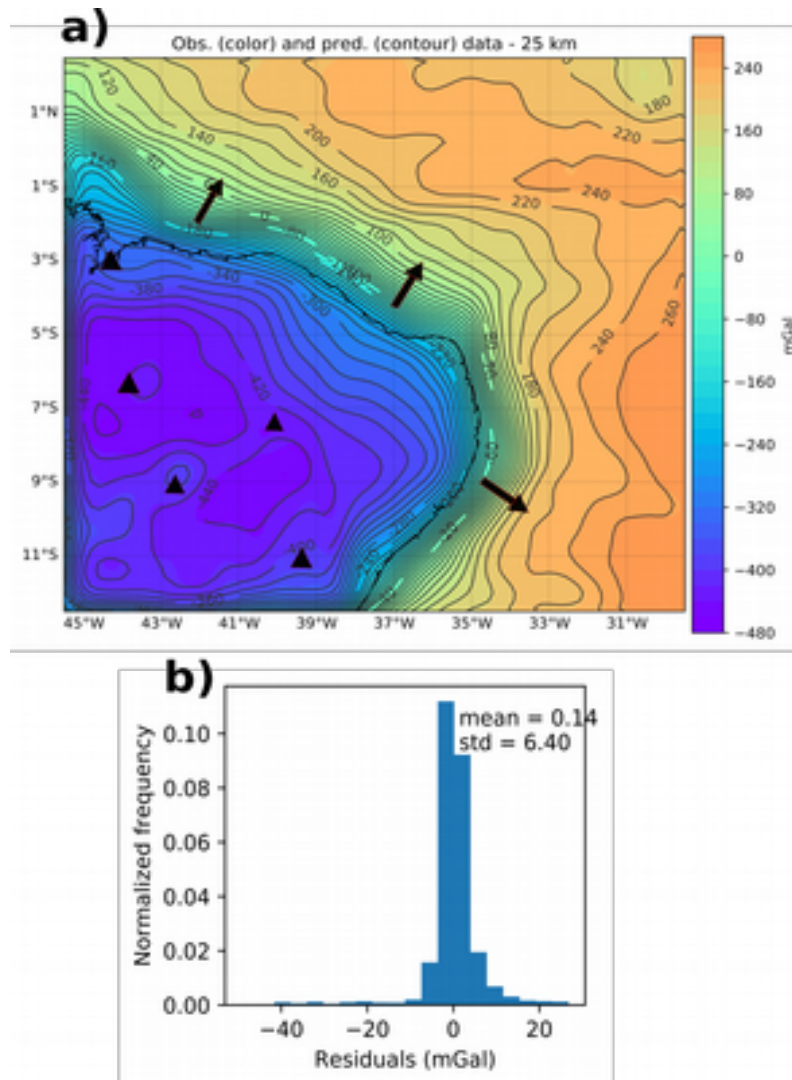 a)
Obs. (color) and pred. (contour) data - 25 km
120
140
200
160
180
220
240
220
1°N
1°S
3°S
5°S
7°S
9°S
11°S
100
-340
-380
-300
-420
240
260
45°W 43°W 41°W 39°W 37°W 35°W 33°W 31°W
240
160
80
0
−80
−160
−240
−320
−400
−480
mGal
b)
mean = 0.14
std = 6.40
Normalized frequency
0.10
0.08
0.06
0.04
0.02
0.00
−40 −20 0 20
Residuals (mGal)